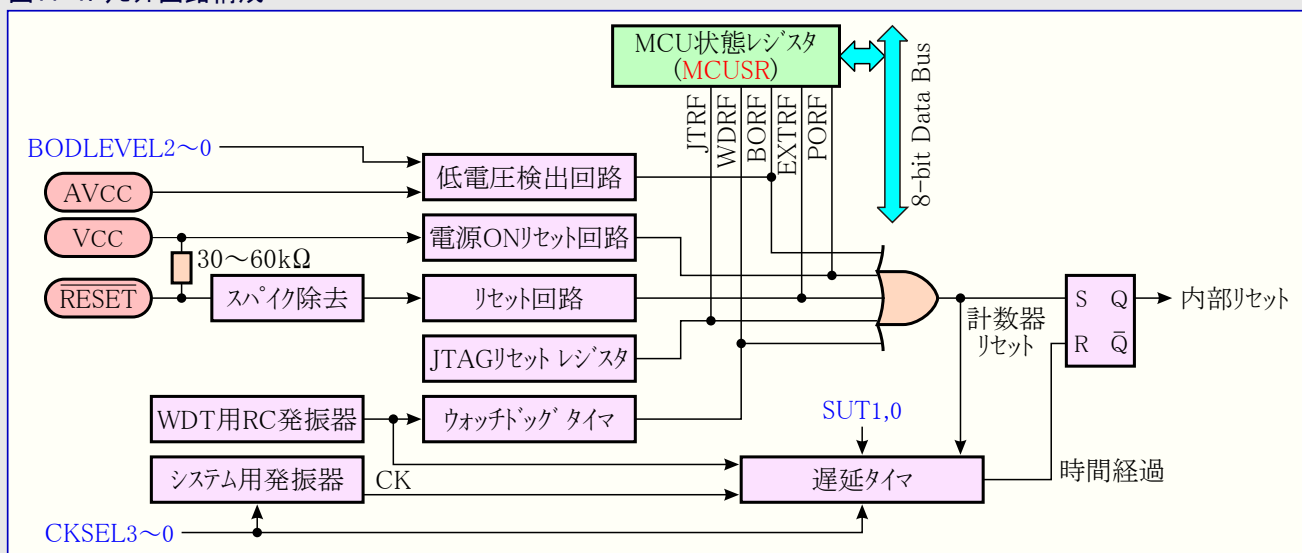 MCU状態レジスタ
(MCUSR)
JTRF
WDRF
BORF
EXTRF
PORF
8-bit Data Bus
BODLEVEL2～0
AVCC
低電圧検出回路
VCC
電源ONリセット回路
30～60kΩ
RESET
スパイク除去
リセット回路
JTAGリセット レジスタ
WDT用RC発振器
ウォッチドッグ タイマ
システム用発振器
CK
CKSEL3～0
SUT1,0
遅延タイマ
計数器
リセット
時間経過
S Q
R Q̅
内部リセット